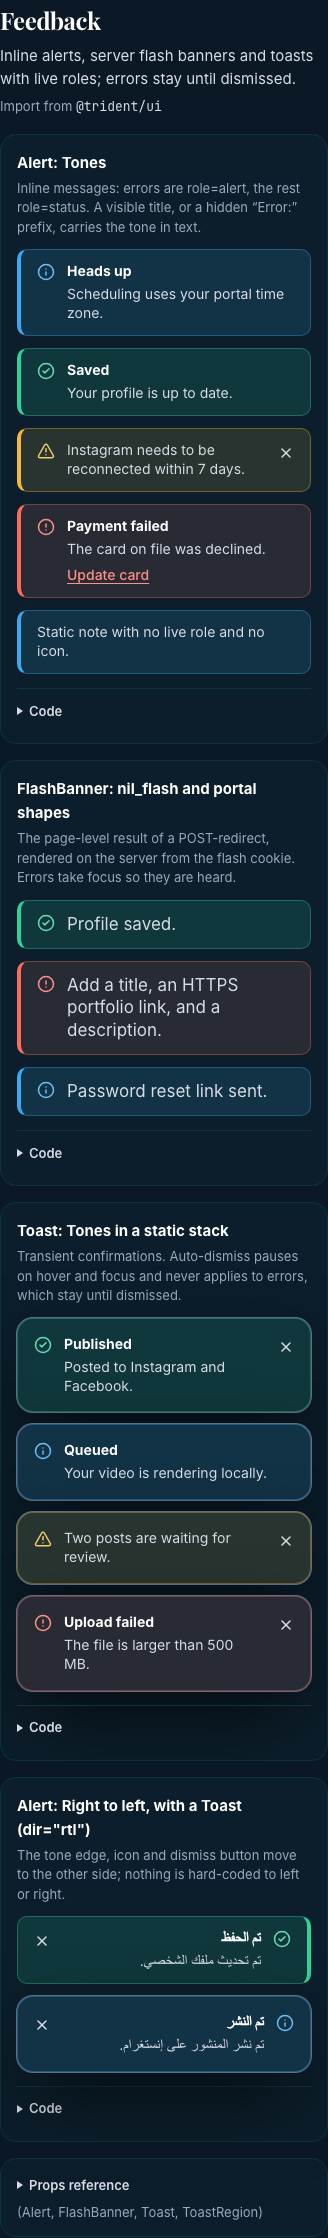 Feedback
Inline alerts, server flash banners and toasts
with live roles; errors stay until dismissed.
Import from @trident/ui
Alert: Tones
Inline messages: errors are role=alert, the rest
role=status. A visible title, or a hidden “Error:”
prefix, carries the tone in text.
Heads up
Scheduling uses your portal time
zone.
Saved
Your profile is up to date.
Instagram needs to be
reconnected within 7 days.
Payment failed
The card on file was declined.
Update card
Static note with no live role and no
icon.
Code
FlashBanner: nil_flash and portal
shapes
The page-level result of a POST-redirect,
rendered on the server from the flash cookie.
Errors take focus so they are heard.
Profile saved.
Add a title, an HTTPS
portfolio link, and a
description.
Password reset link sent.
Code
Toast: Tones in a static stack
Transient confirmations. Auto-dismiss pauses
on hover and focus and never applies to errors,
which stay until dismissed.
Published
Posted to Instagram and
Facebook.
Queued
Your video is rendering locally.
Two posts are waiting for
review.
Upload failed
The file is larger than 500
MB.
Code
Alert: Right to left, with a Toast
(dir="rtl")
The tone edge, icon and dismiss button move
to the other side; nothing is hard-coded to left
or right.
تم الحفظ
تم تحديث ملفك الشخصي.
تم النشر
تم نشر المنشور على إنستغرام.
Code
Props reference
(Alert, FlashBanner, Toast, ToastRegion)